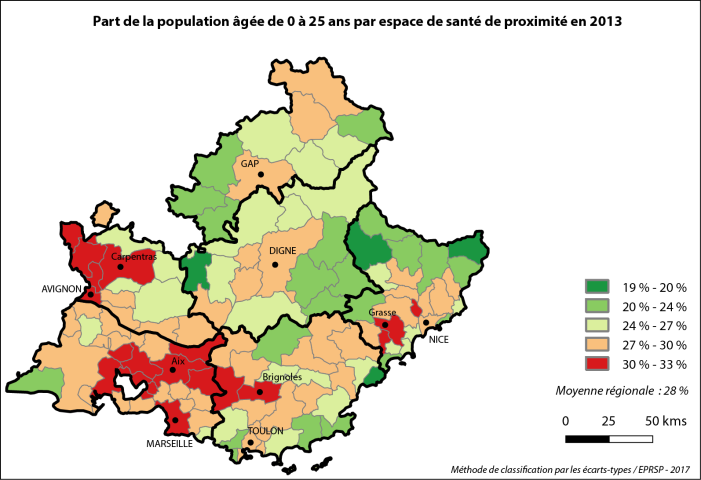 Part de la population âgée de 0 à 25 ans par espace de santé de proximité en 2013
GAP
Carpentras
DIGNE
AVIGNON
Grasse
NICE
Aix
Brignoles
TOULON
MARSEILLE
19 % - 20 %
20 % - 24 %
24 % - 27 %
27 % - 30 %
30 % - 33 %
Moyenne régionale : 28 %
0 25 50 kms
Méthode de classification par les écarts-types / EPRSP - 2017